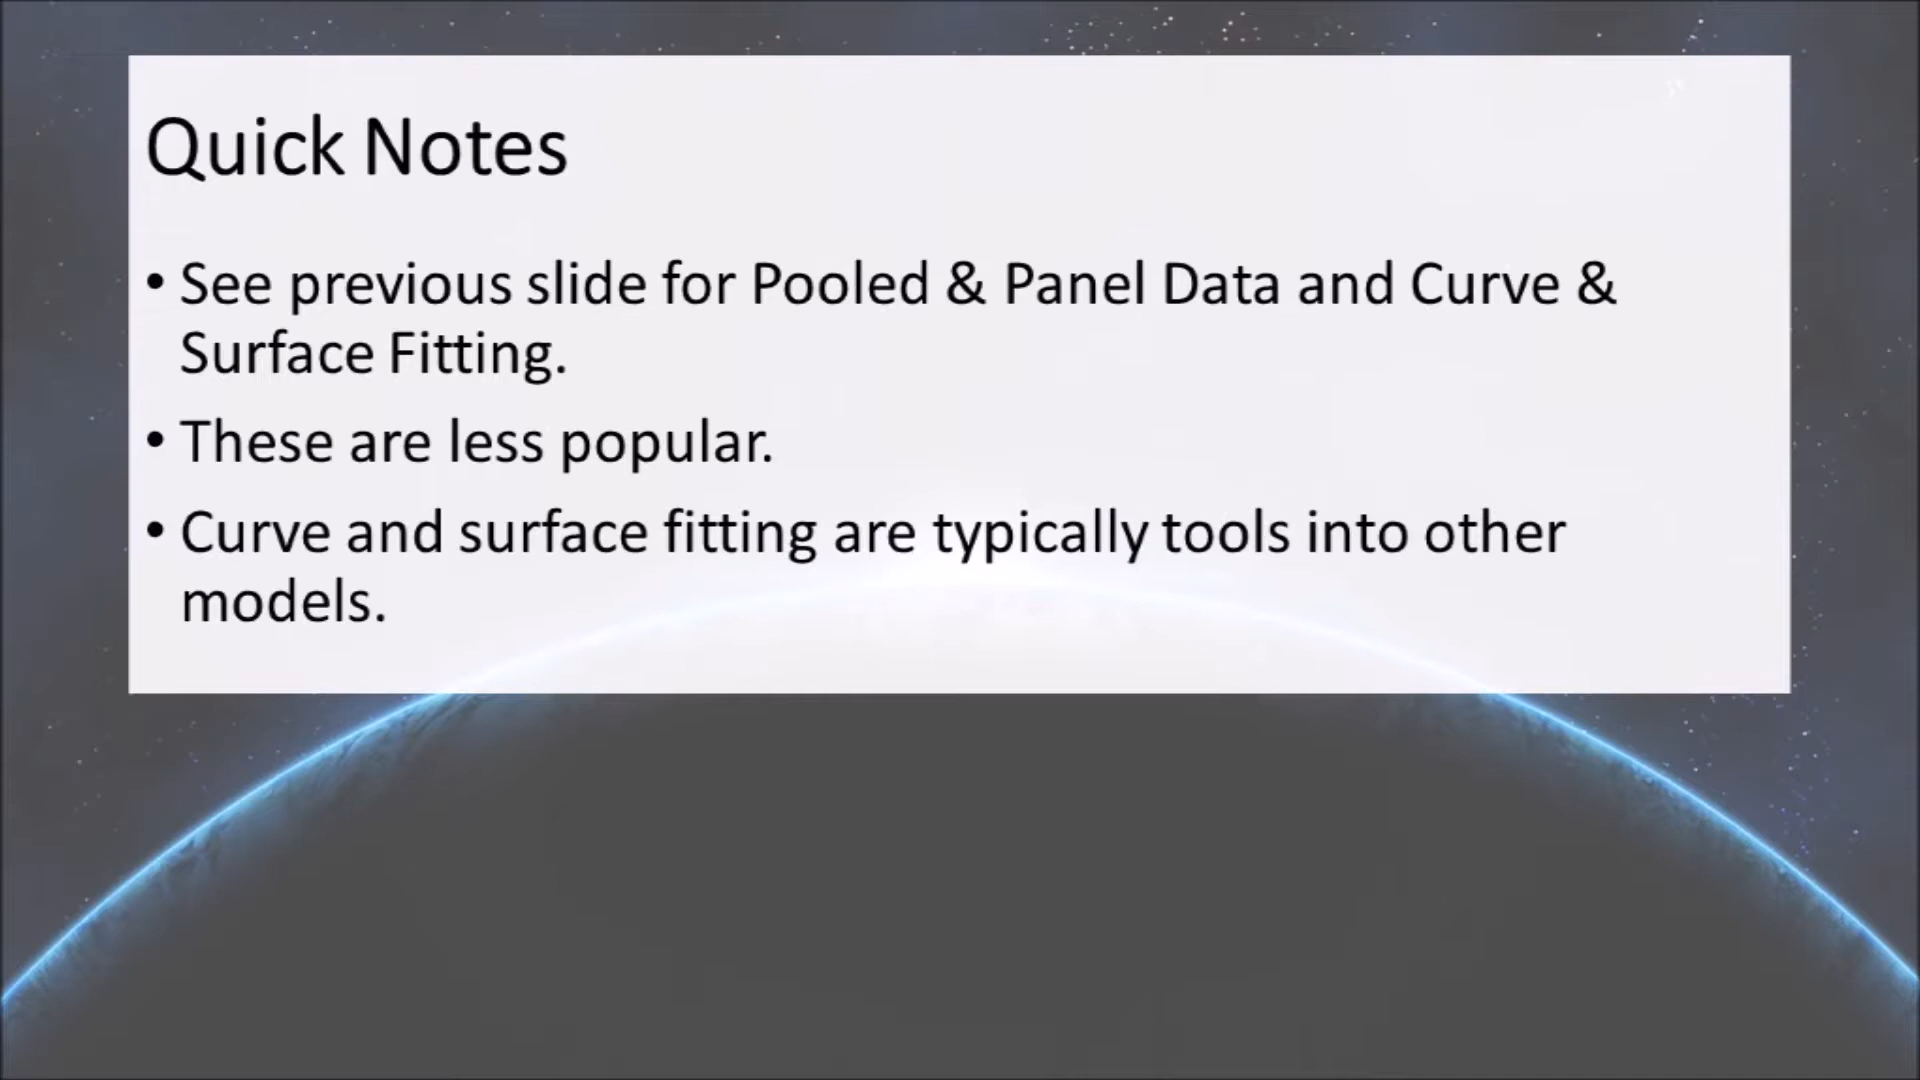 Quick Notes
• See previous slide for Pooled & Panel Data and Curve &
Surface Fitting.
• These are less popular.
• Curve and surface fitting are typically tools into other
models.